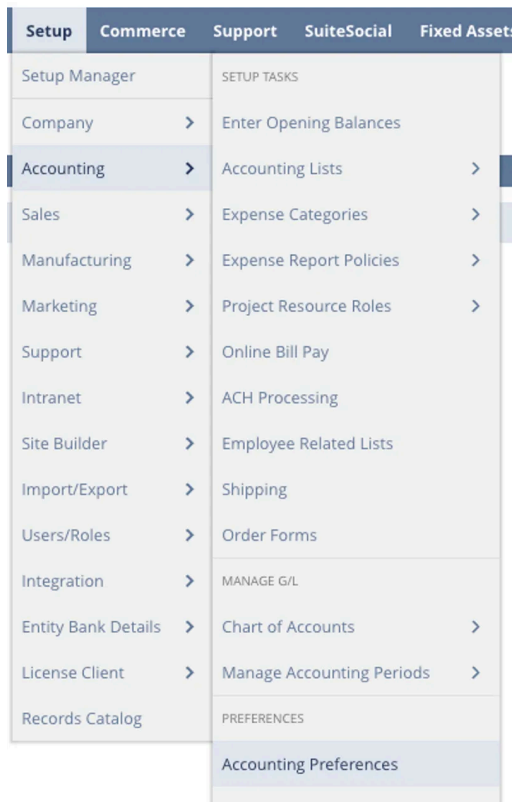 Setup Commerce Support SuiteSocial Fixed Assets
Setup Manager
Company
Accounting
Sales
Manufacturing
Marketing
Support
Intranet
Site Builder
Import/Export
Users/Roles
Integration
Entity Bank Details
License Client
Records Catalog
SETUP TASKS
Enter Opening Balances
Accounting Lists
Expense Categories
Expense Report Policies
Project Resource Roles
Online Bill Pay
ACH Processing
Employee Related Lists
Shipping
Order Forms
MANAGE G/L
Chart of Accounts
Manage Accounting Periods
PREFERENCES
Accounting Preferences